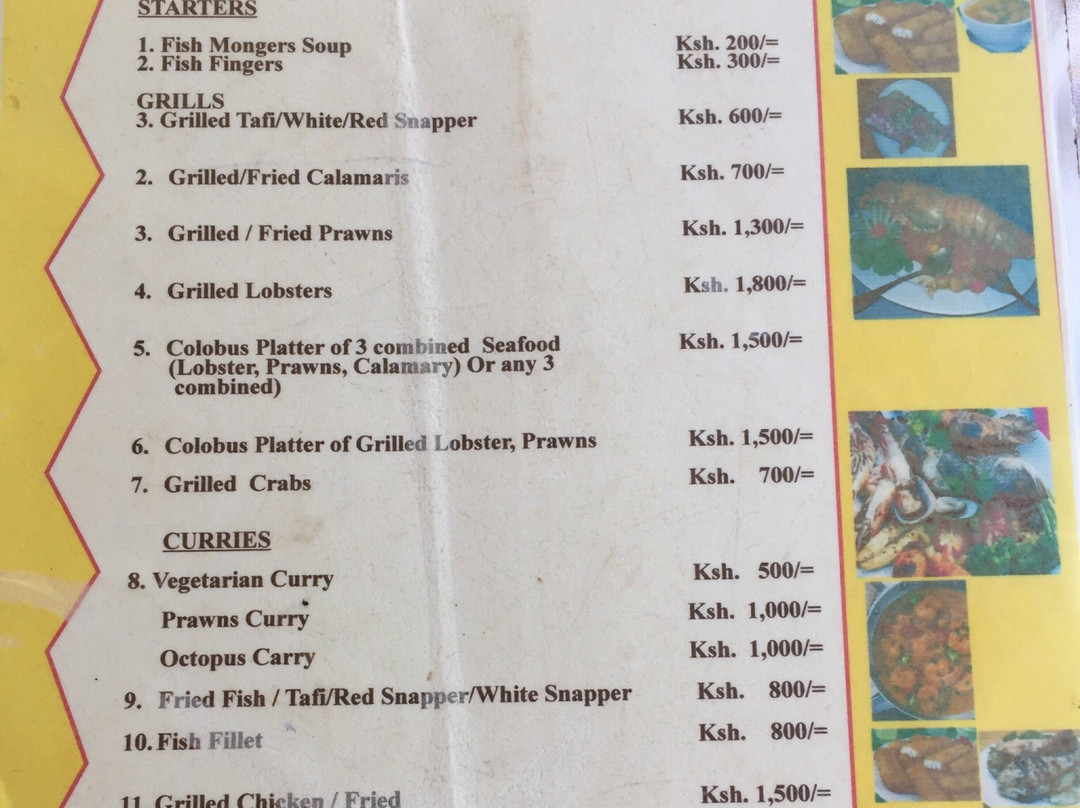 STARTERS
1. Fish Mongers Soup Ksh. 200/=
2. Fish Fingers Ksh. 300/=
GRILLS
3. Grilled Tafi/White/Red Snapper Ksh. 600/=
2. Grilled/Fried Calamaris Ksh. 700/=
3. Grilled / Fried Prawns Ksh. 1,300/=
4. Grilled Lobsters Ksh. 1,800/=
5. Colobus Platter of 3 combined Seafood Ksh. 1,500/=
(Lobster, Prawns, Calamary) Or any 3
combined)
6. Colobus Platter of Grilled Lobster, Prawns Ksh. 1,500/=
7. Grilled Crabs Ksh. 700/=
CURRIES
8. Vegetarian Curry Ksh. 500/=
Prawns Curry Ksh. 1,000/=
Octopus Carry Ksh. 1,000/=
9. Fried Fish / Tafi/Red Snapper/White Snapper Ksh. 800/=
10. Fish Fillet Ksh. 800/=
11 Grilled Chicken / Fried Ksh. 1,500/=